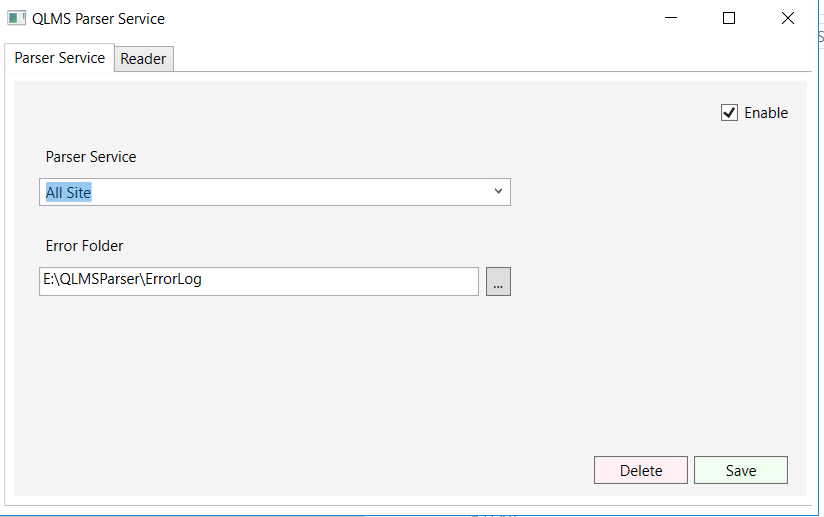 QLMS Parser Service
Parser Service
Reader
Enable
Parser Service
All Site
Error Folder
E:\QLMSParser\ErrorLog
...
Delete
Save